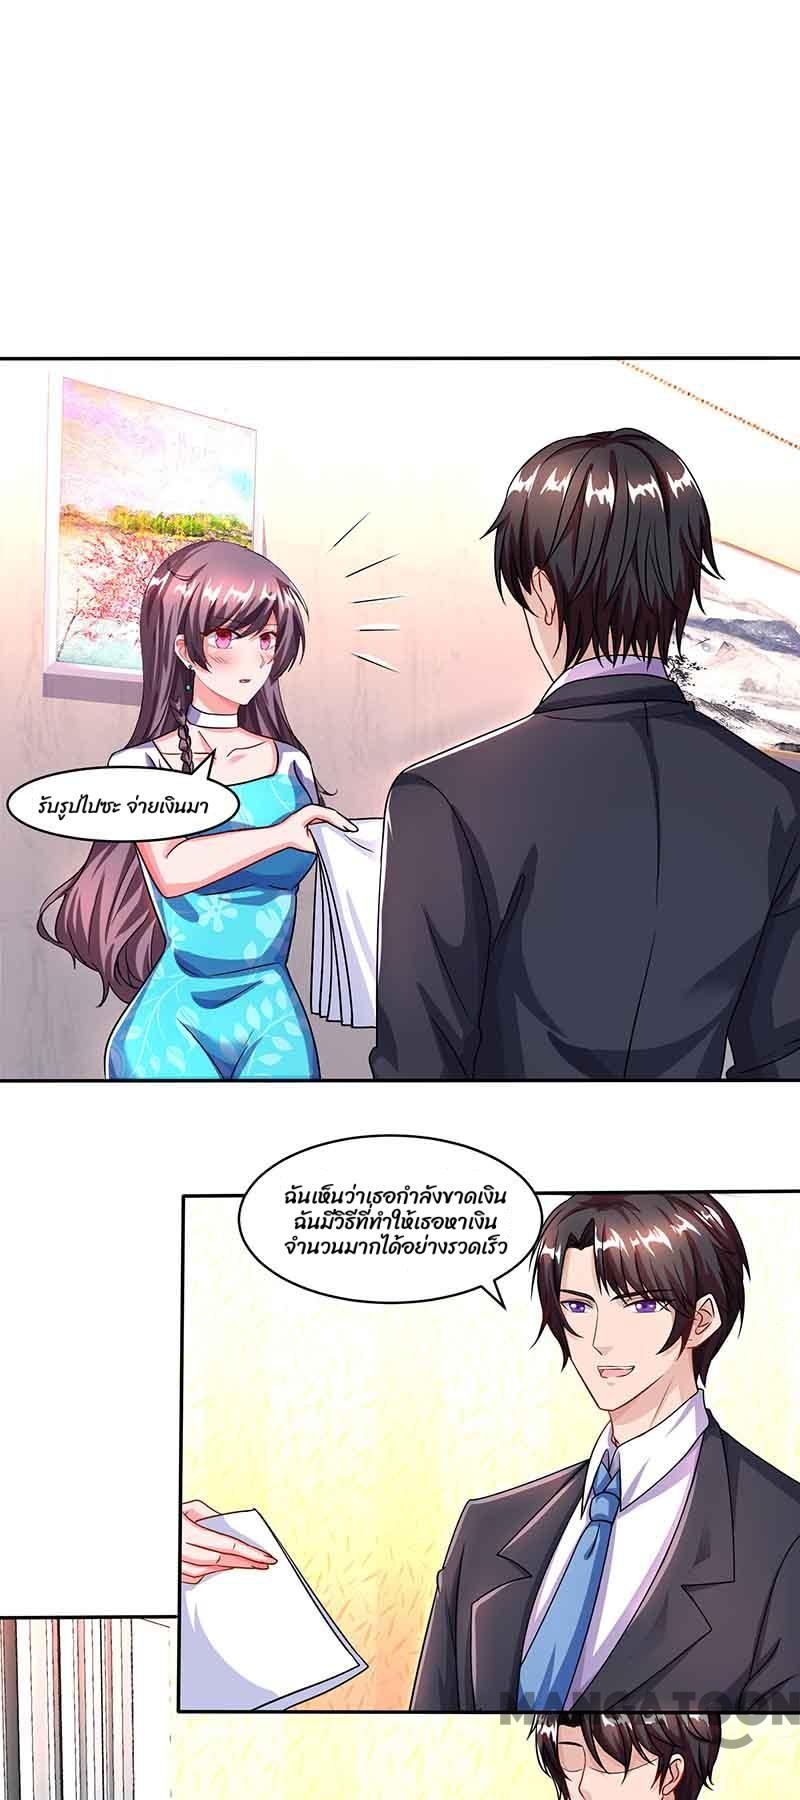 รับรูปไปซะ จ่ายเงินมา
ฉันเห็นว่าเธอกำลังขาดเงิน
ฉันมีวิธีที่ทำให้เธอหาเงิน
จำนวนมากได้อย่างรวดเร็ว
MANGATOON